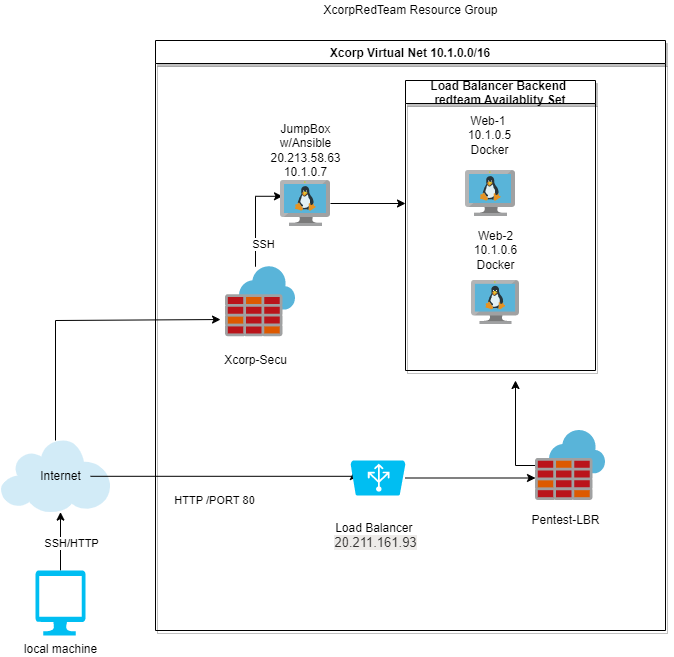 XcorpRedTeam Resource Group
Xcorp Virtual Net 10.1.0.0/16
Load Balancer Backend
redteam Availablity Set
Web-1
10.1.0.5
Docker
JumpBox
w/Ansible
20.213.58.63
10.1.0.7
Web-2
10.1.0.6
Docker
SSH
Xcorp-Secu
Internet
HTTP /PORT 80
Load Balancer
20.211.161.93
Pentest-LBR
SSH/HTTP
local machine